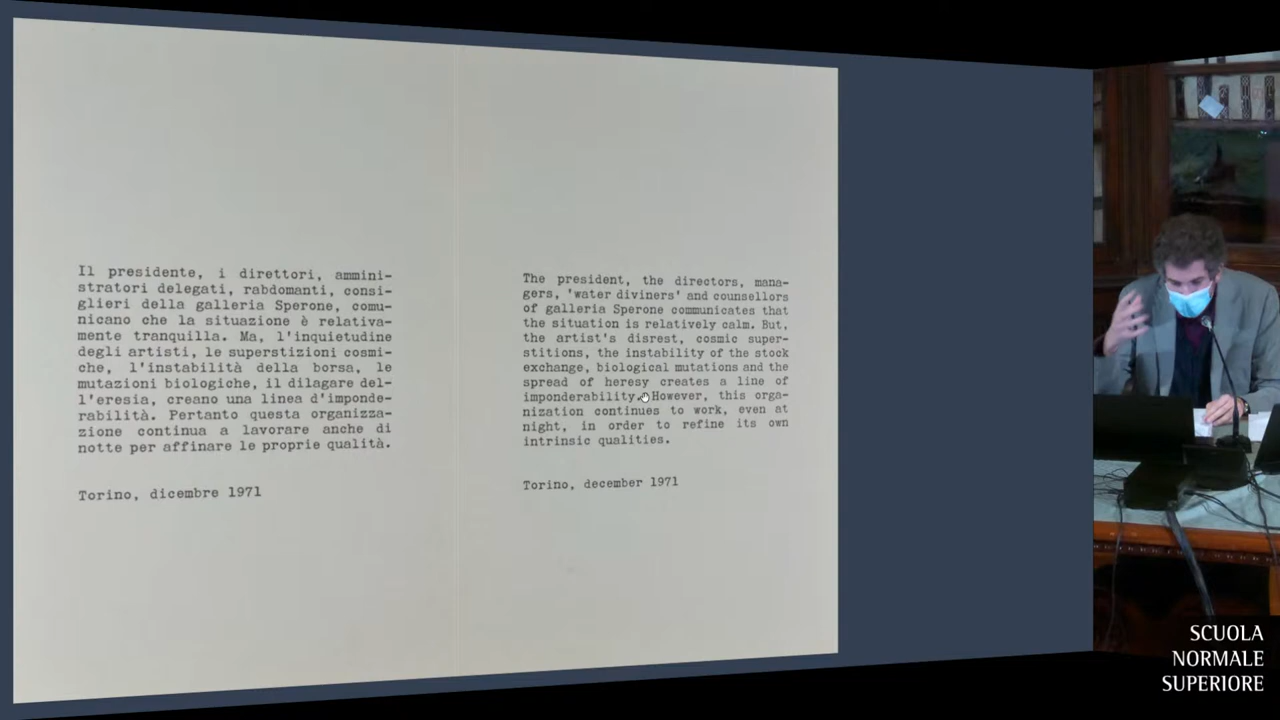 Il presidente, i direttori, ammini-
stratori delegati, rabdomanti, consi-
glieri della galleria Sperone, comu-
nicano che la situazione è relativa-
mente tranquilla. Ma, l'inquietudine
degli artisti, le superstizioni cosmi-
che, l'instabilità della borsa, le
mutazioni biologiche, il dilagare del-
l'eresia, creano una linea d'imponde-
rabilità. Pertanto questa organizza-
zione continua a lavorare anche di
notte per affinare le proprie qualità.
Torino, dicembre 1971
The president, the directors, mana-
gers, 'water diviners' and counsellors
of galleria Sperone communicates that
the situation is relatively calm. But,
the artist's disrest, cosmic super-
stitions, the instability of the stock
exchange, biological mutations and the
spread of heresy creates a line of
imponderability. However, this orga-
nization continues to work, even at
night, in order to refine its own
intrinsic qualities.
Torino, december 1971
SCUOLA
NORMALE
SUPERIORE